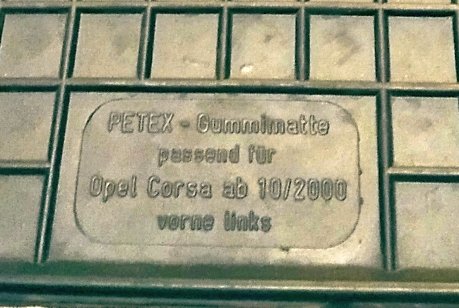 PETEX - Gummimatte
passend für
Opel Corsa ab 10/2000
vorne links